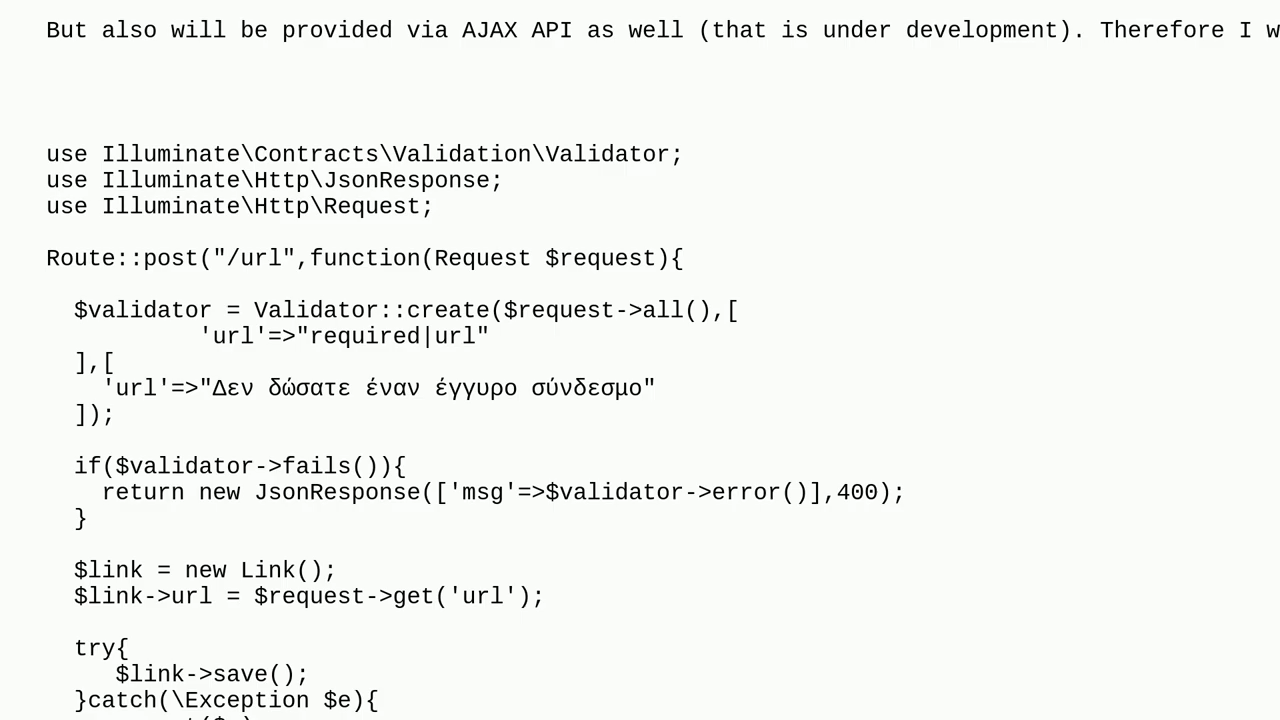 But also will be provided via AJAX API as well (that is under development). Therefore I
use Illuminate\Contracts\Validation\Validator;
use Illuminate\Http\JsonResponse;
use Illuminate\Http\Request;
Route::post("/url",function(Request $request){
$validator = Validator::create($request->all(),[
'url'=>"required|url"
],[
'url'=>"Δεν δώσατε έναν έγγυρο σύνδεσμο"
]);
if($validator->fails()){
return new JsonResponse(['msg'=>$validator->error()],400);
}
$link = new Link();
$link->url = $request->get('url');
try{
$link->save();
}catch(\Exception $e){